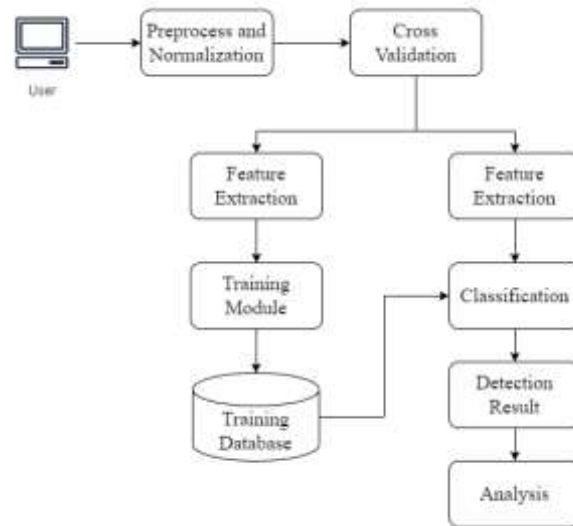 Preprocess and
Normalization
Cross
Validation
User
Feature
Extraction
Feature
Extraction
Training
Module
Classification
Training
Database
Detection
Result
Analysis